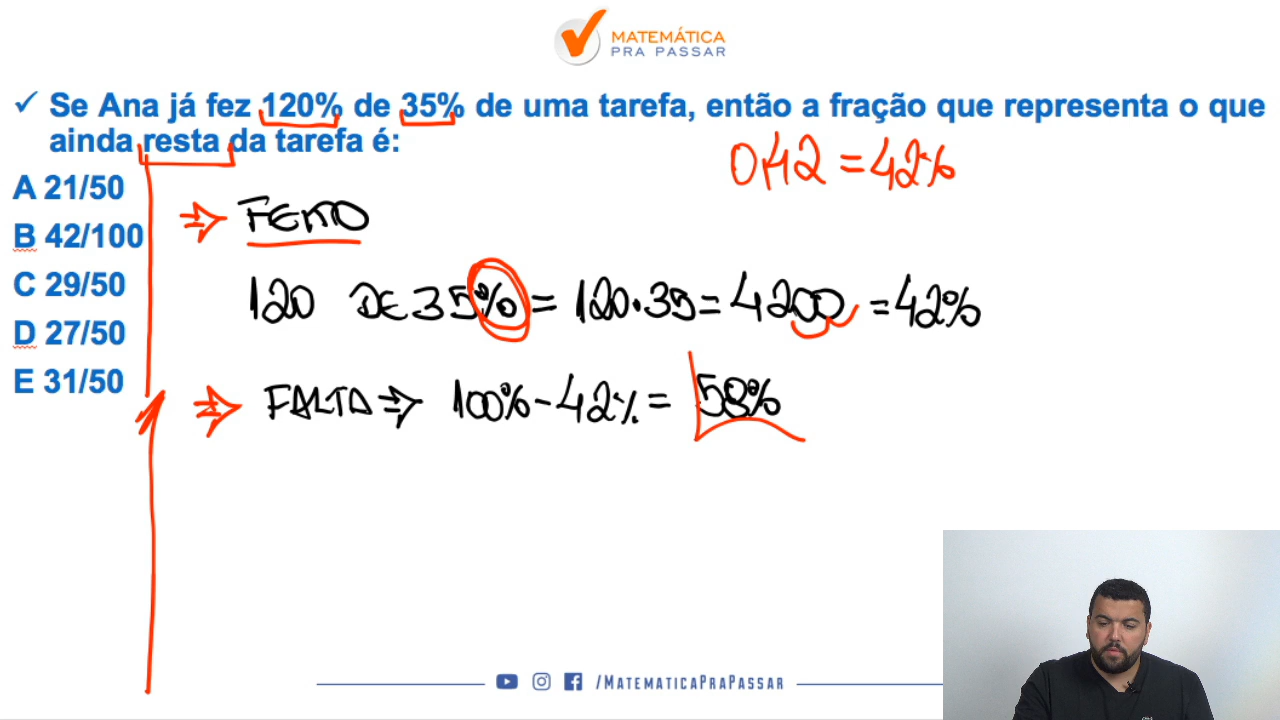 MATEMÁTICA
PRA PASSAR
✓ Se Ana já fez 120% de 35% de uma tarefa, então a fração que representa o que
ainda resta da tarefa é:
0,42 = 42%
A 21/50
B 42/100
C 29/50
D 27/50
E 31/50
⇒ FEITO
120 DE 35% = 120.35 = 4200 = 42%
⇒ FALTA ⇒ 100% - 42% = 58%
/MATEMATICAPRAPASSAR